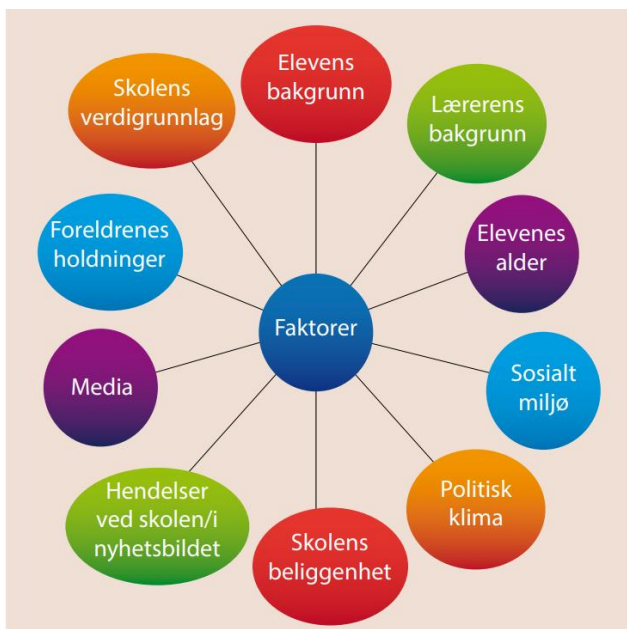 Elevens
bakgrunn
Skolens
verdigrunnlag
Lærerens
bakgrunn
Foreldrenes
holdninger
Elevenes
alder
Faktorer
Media
Sosialt
miljø
Hendelser
ved skolen/i
nyhetsbildet
Politisk
klima
Skolens
beliggenhet